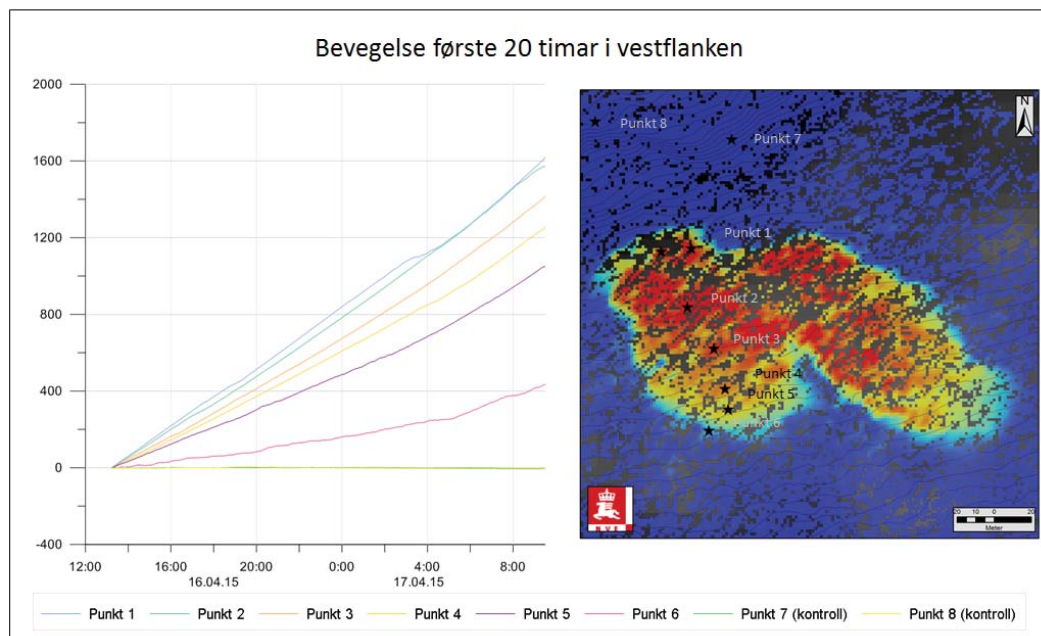 Bevegelse første 20 timar i vestflanken
2000
1600
1200
800
400
0
-400
12:00 16:00 20:00 0:00 4:00 8:00
16.04.15 17.04.15
Punkt 8
Punkt 7
Punkt 1
Punkt 2
Punkt 3
Punkt 4
Punkt 5
Punkt 6
N
NVE
20 10 0 20
Meter
Punkt 1 Punkt 2 Punkt 3 Punkt 4 Punkt 5 Punkt 6 Punkt 7 (kontroll) Punkt 8 (kontroll)